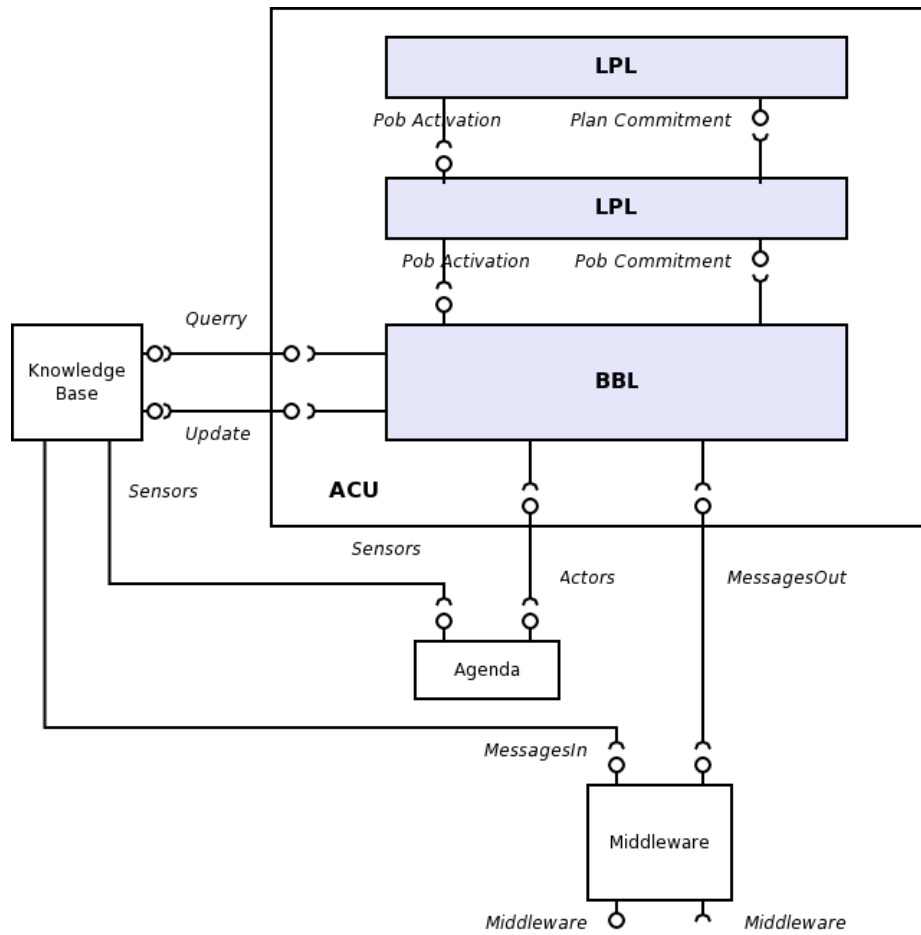 LPL
Pob Activation
Plan Commitment
LPL
Pob Activation
Pob Commitment
Querry
Knowledge
Base
BBL
Update
Sensors
ACU
Sensors
Actors
MessagesOut
Agenda
MessagesIn
Middleware
Middleware
Middleware